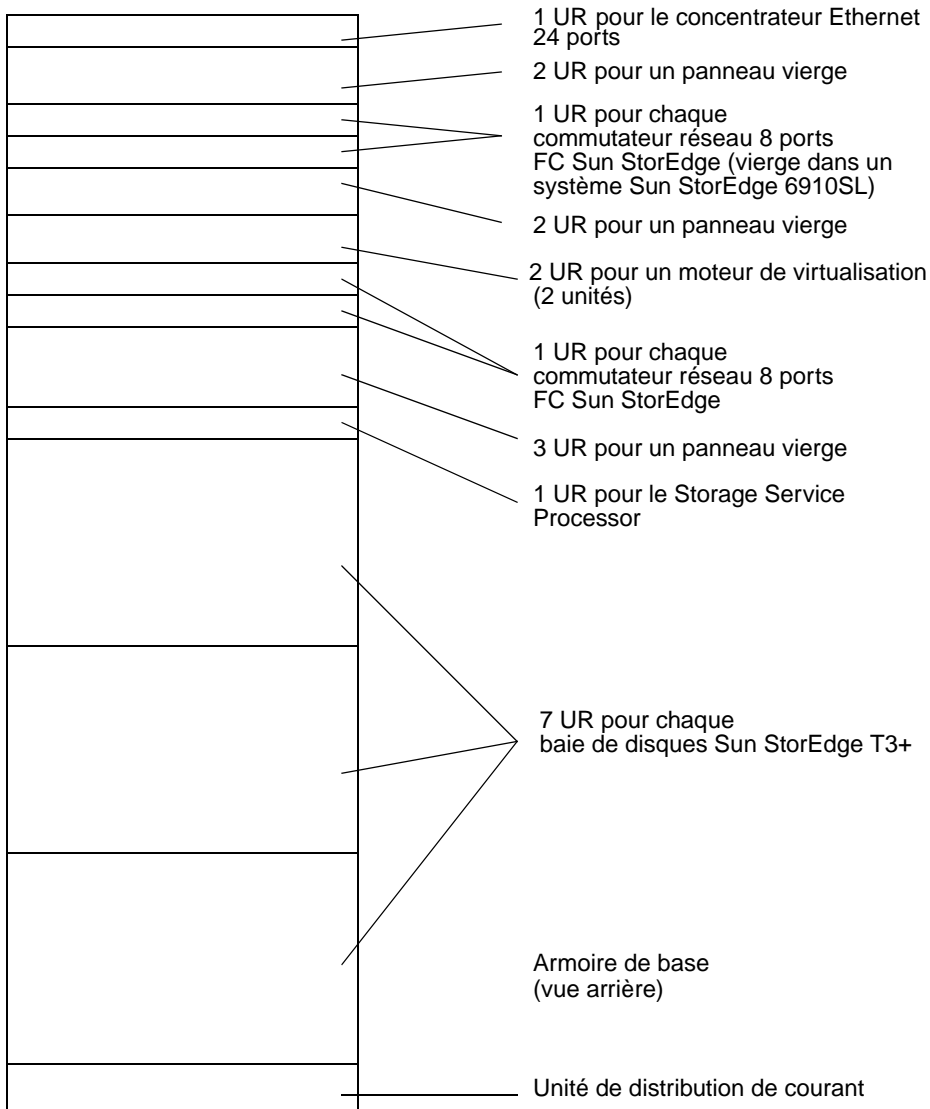 1 UR pour le concentrateur Ethernet
24 ports
2 UR pour un panneau vierge
1 UR pour chaque
commutateur réseau 8 ports
FC Sun StorEdge (vierge dans un
système Sun StorEdge 6910SL)
2 UR pour un panneau vierge
2 UR pour un moteur de virtualisation
(2 unités)
1 UR pour chaque
commutateur réseau 8 ports
FC Sun StorEdge
3 UR pour un panneau vierge
1 UR pour le Storage Service
Processor
7 UR pour chaque
baie de disques Sun StorEdge T3+
Armoire de base
(vue arrière)
Unité de distribution de courant